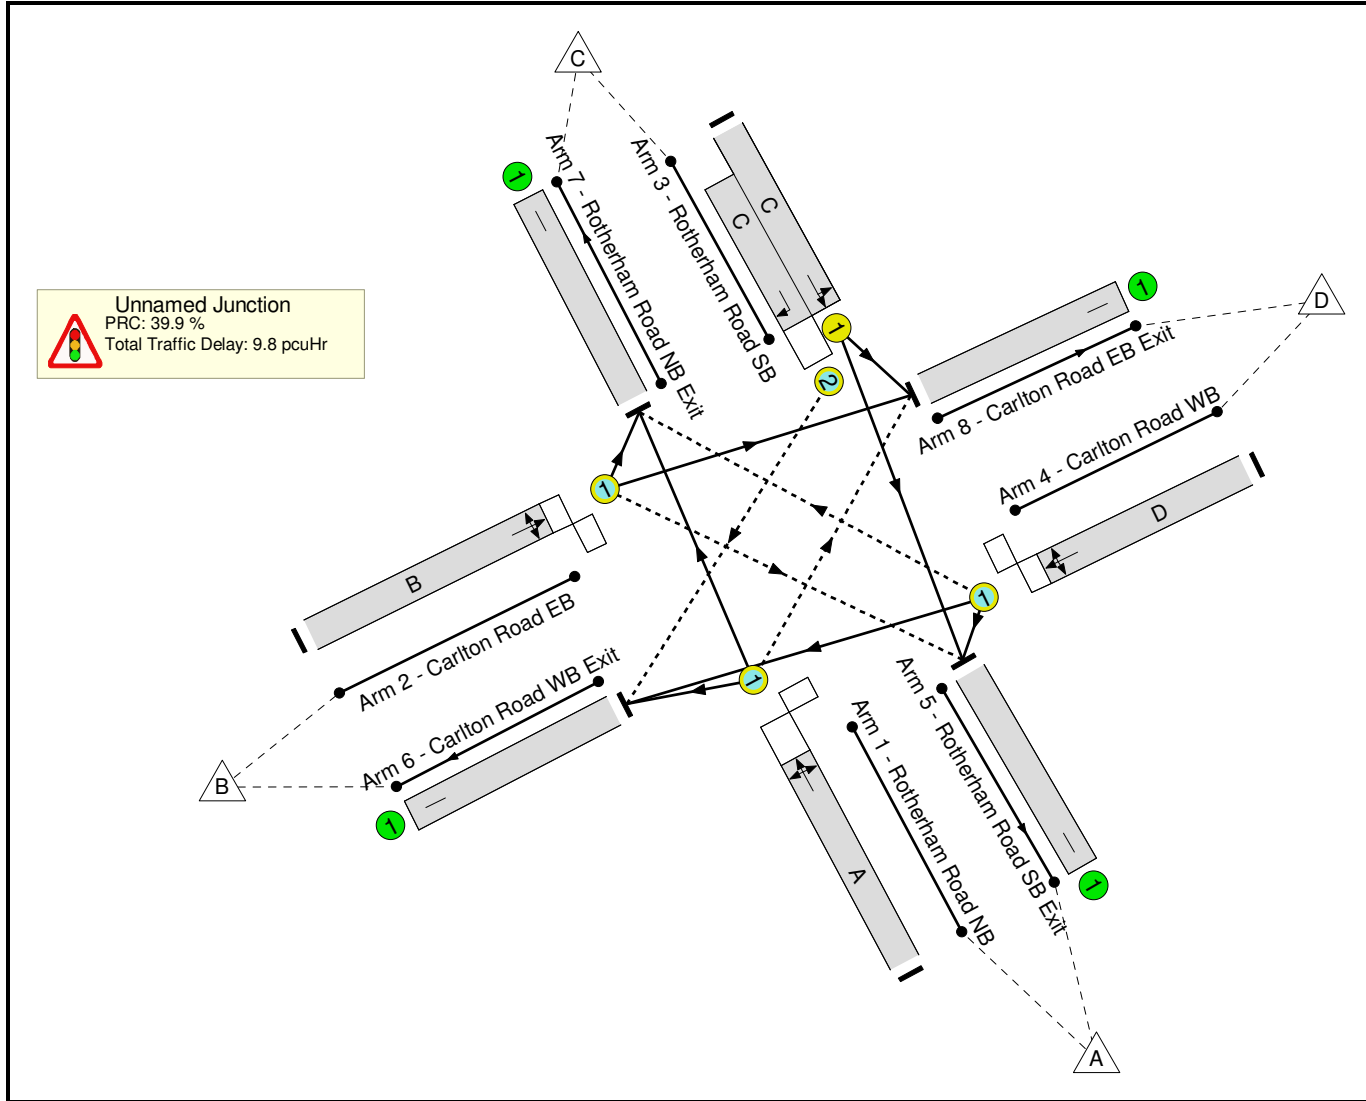 C
Arm 7 - Rotherham Road NB Exit
Arm 3 - Rotherham Road SB
C
C
1
1
D
Unnamed Junction
PRC: 39.9 %
Total Traffic Delay: 9.8 pcuHr
1
2
Arm 8 - Carlton Road EB Exit
Arm 4 - Carlton Road WB
1
D
B
Arm 2 - Carlton Road EB
1
Arm 6 - Carlton Road WB Exit
1
Arm 5 - Rotherham Road SB Exit
Arm 1 - Rotherham Road NB
B
1
A
1
A